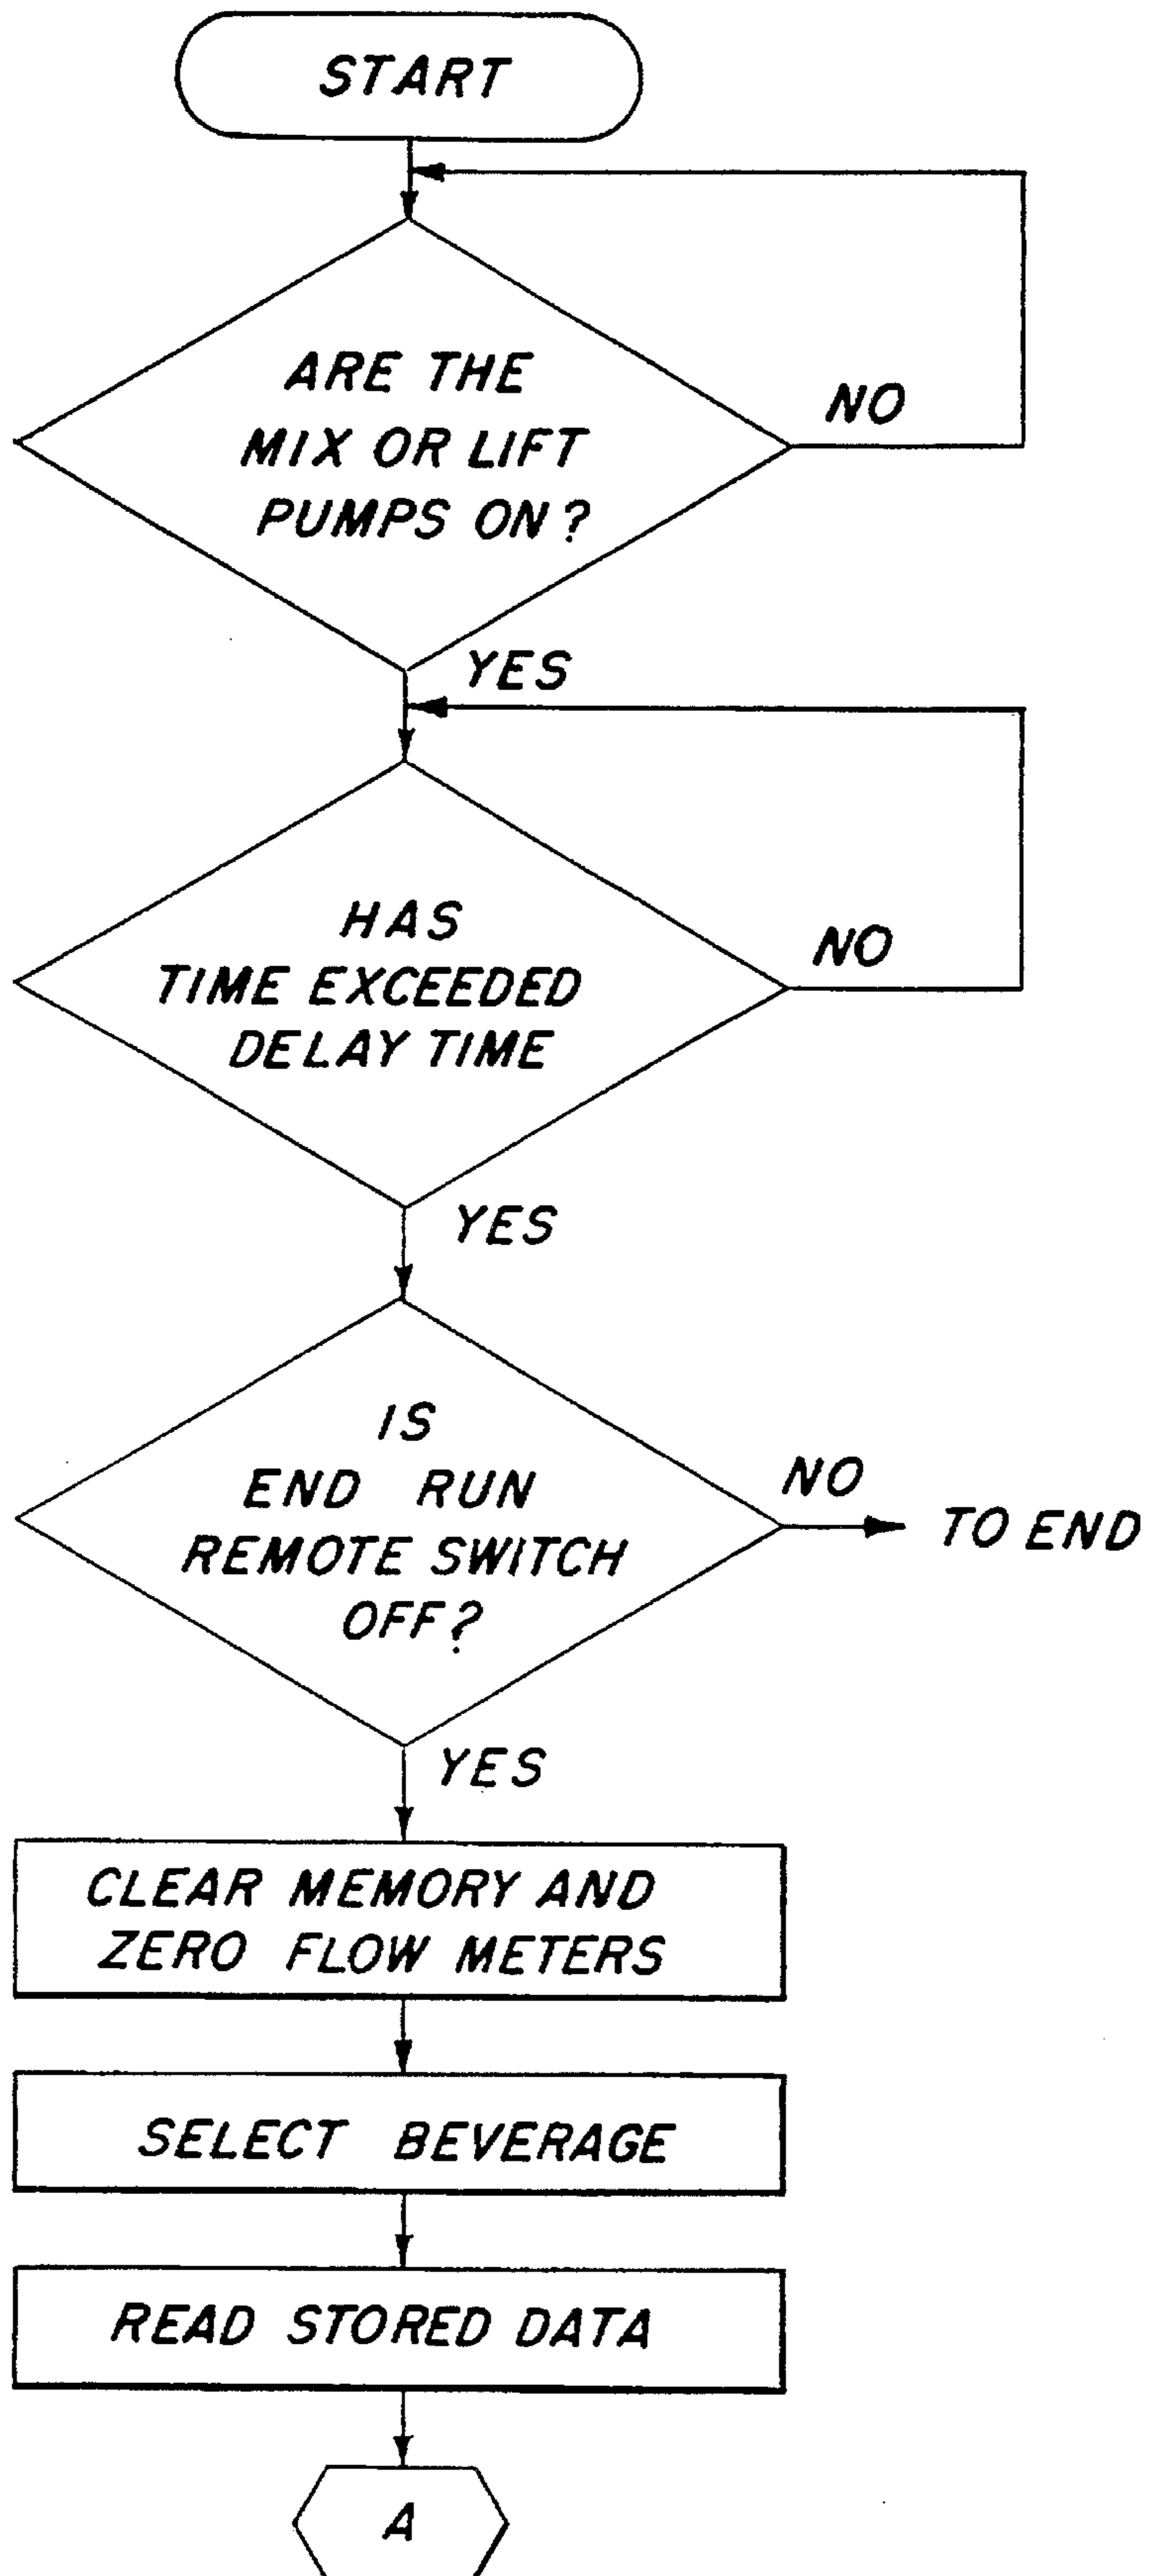 START
ARE THE
MIX OR LIFT
PUMPS ON?
NO
YES
HAS
TIME EXCEEDED
DELAY TIME
NO
YES
IS
END RUN
REMOTE SWITCH
OFF?
NO
TO END
YES
CLEAR MEMORY AND
ZERO FLOW METERS
SELECT BEVERAGE
READ STORED DATA
A